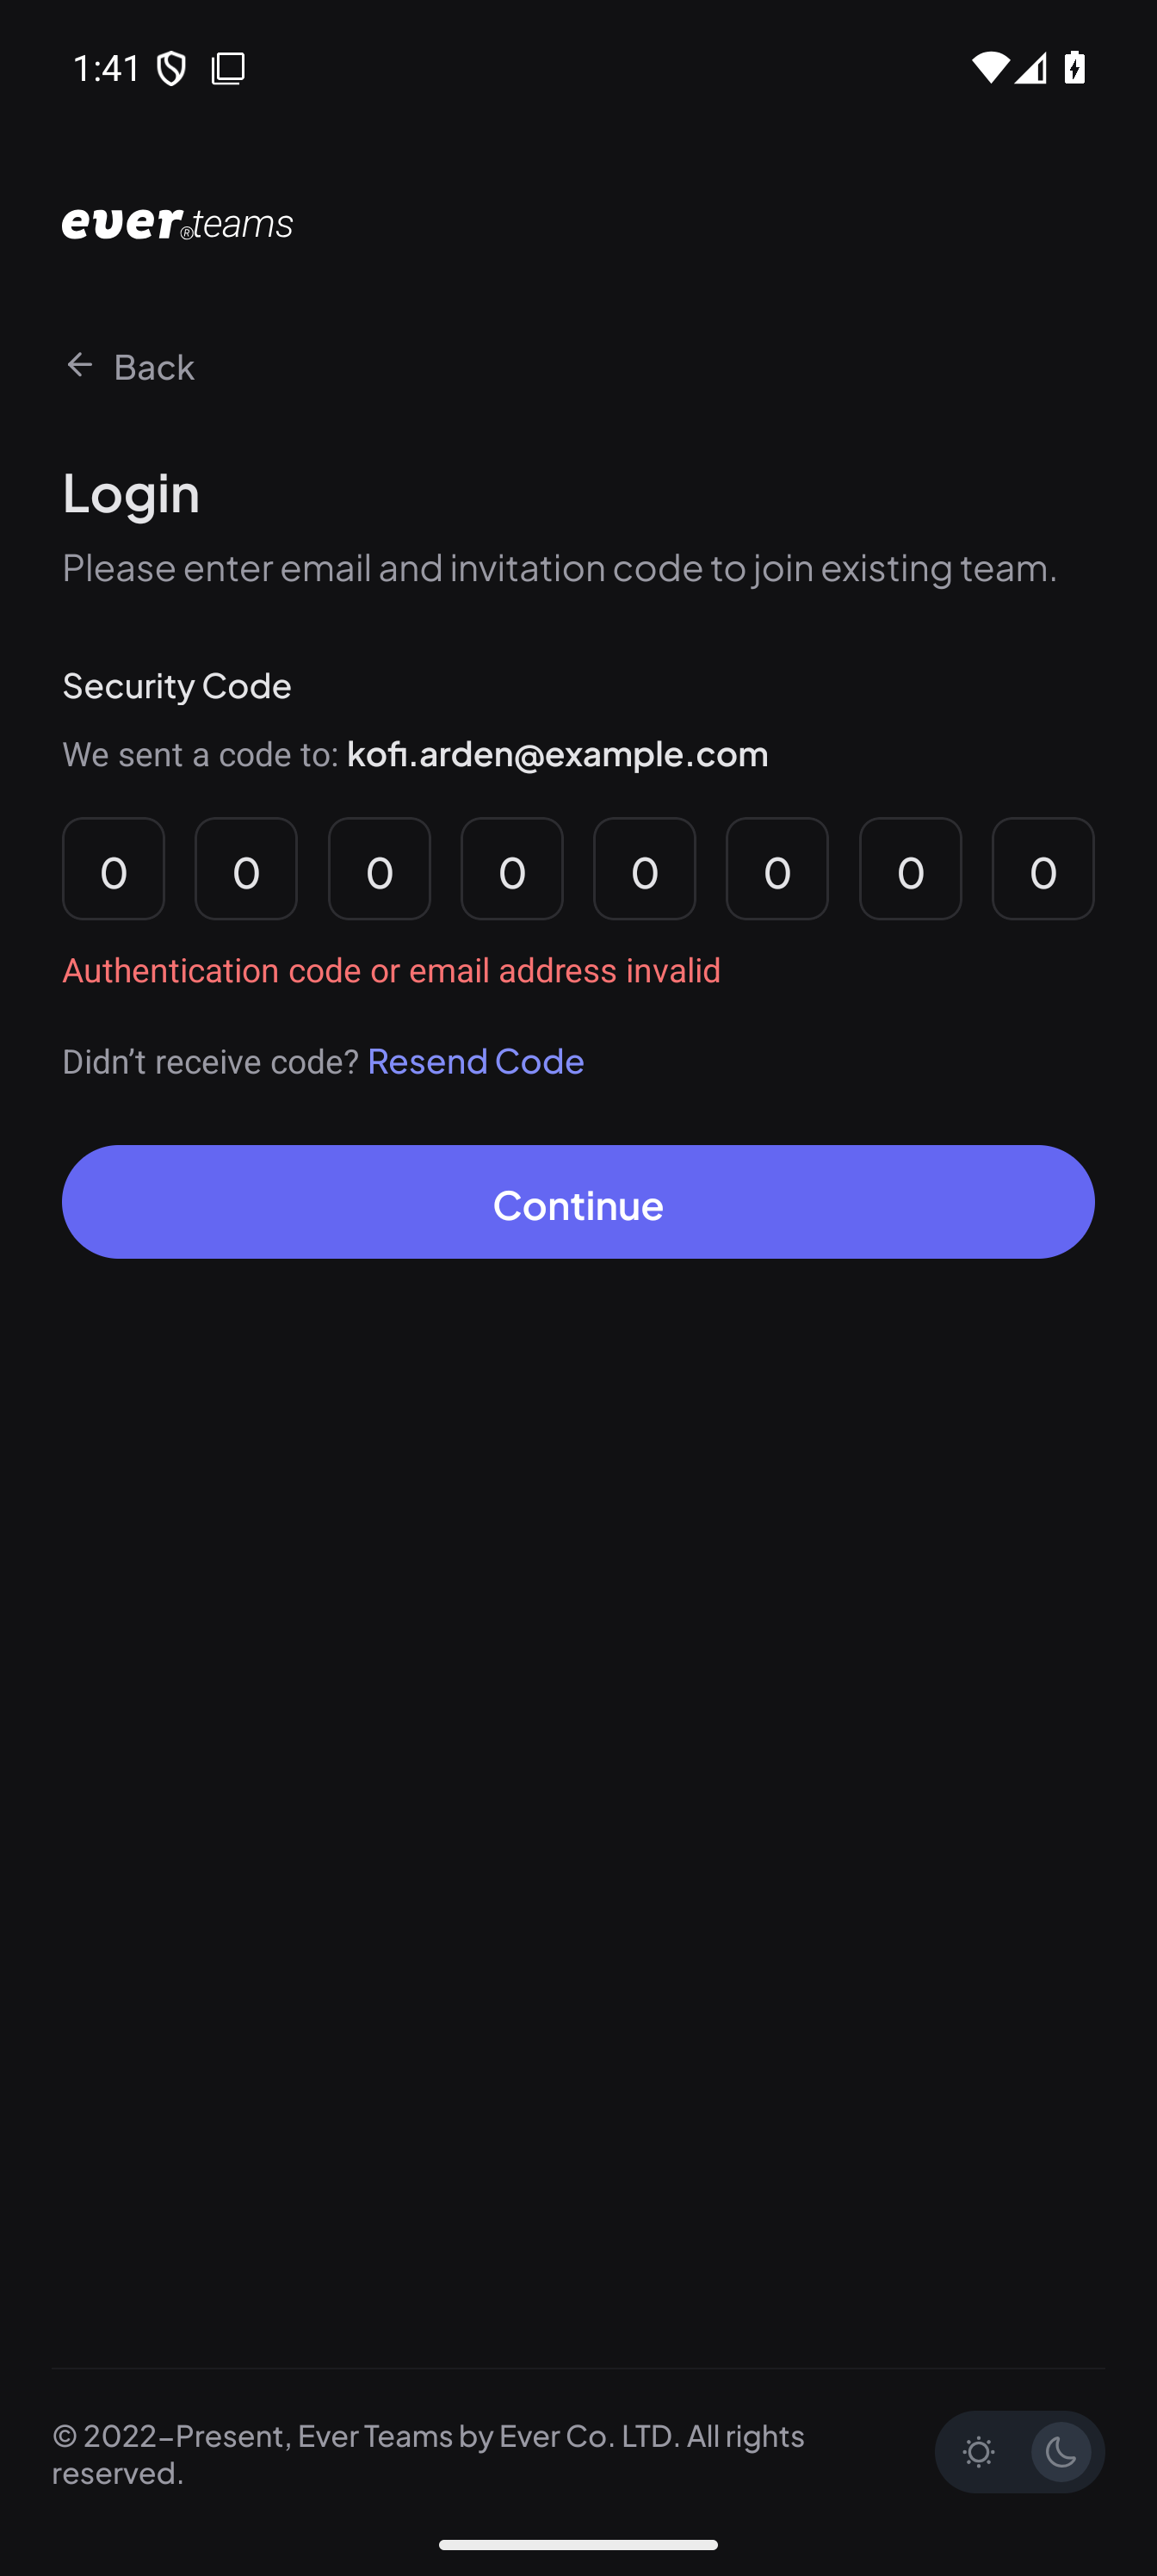 1:41
ever®teams
Back
Login
Please enter email and invitation code to join existing team.
Security Code
We sent a code to: kofi.arden@example.com
0 0 0 0 0 0 0 0
Authentication code or email address invalid
Didn’t receive code? Resend Code
Continue
© 2022–Present, Ever Teams by Ever Co. LTD. All rights
reserved.